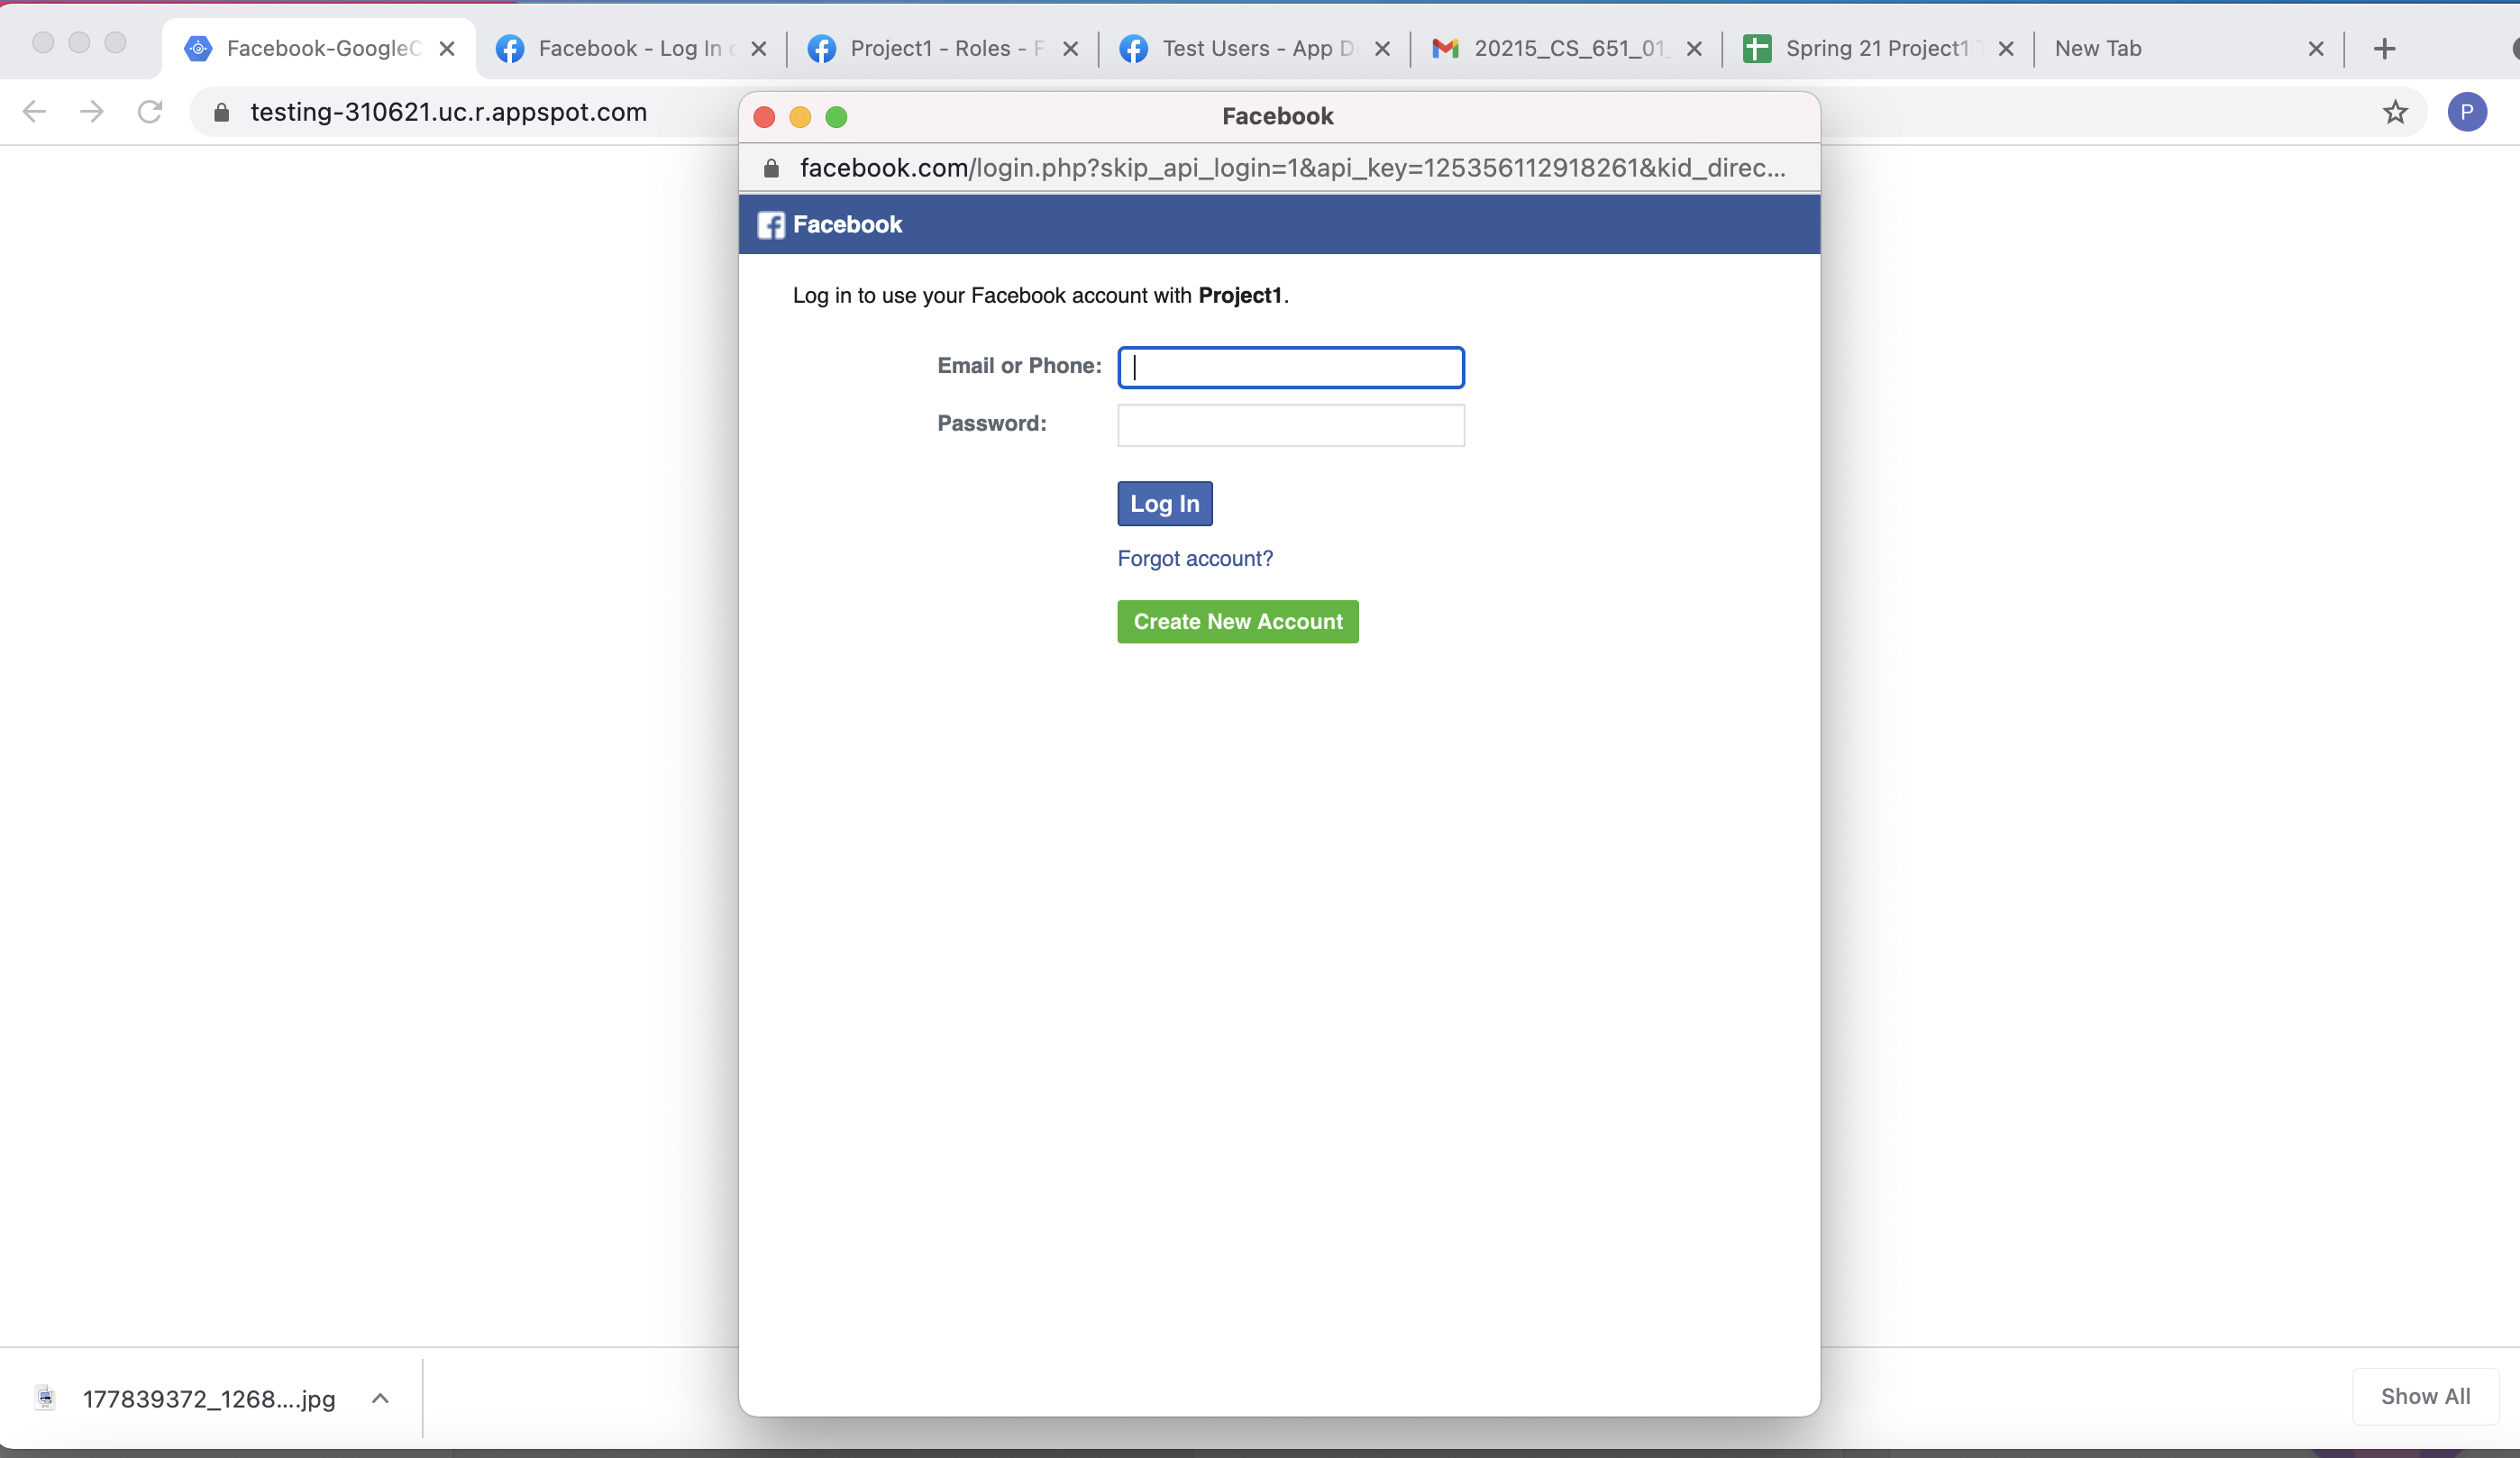 Facebook-GoogleC
Facebook - Log In
Project1 - Roles - F
Test Users - App D
20215_CS_651_01_
Spring 21 Project1
New Tab
testing-310621.uc.r.appspot.com
P
Facebook
facebook.com/login.php?skip_api_login=1&api_key=125356112918261&kid_direc...
Facebook
Log in to use your Facebook account with Project1.
Email or Phone:
Password:
Log In
Forgot account?
Create New Account
177839372_1268....jpg
Show All